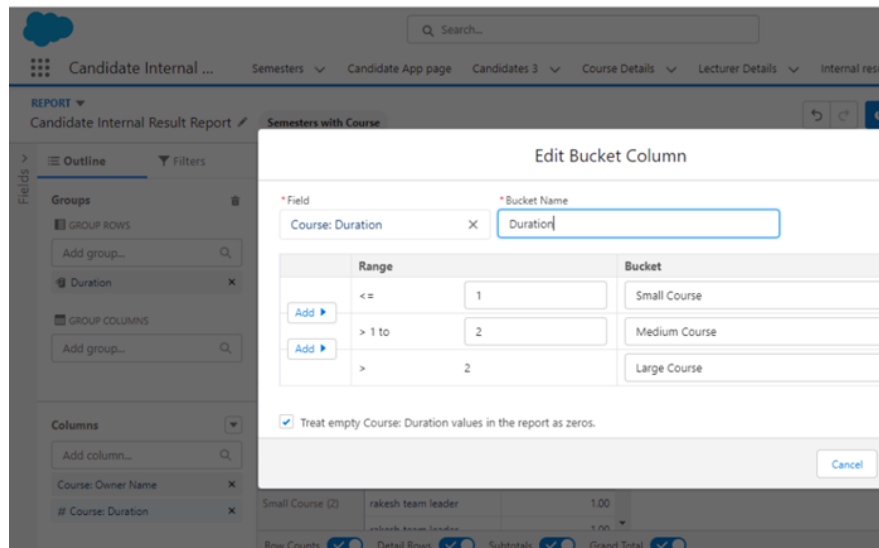 Search...
Candidate Internal ... Semesters Candidate App page Candidates 3 Course Details Lecturer Details Internal res
REPORT
Candidate Internal Result Report Semesters with Course
Fields
Outline Filters
Groups
GROUP ROWS
Add group...
Duration
GROUP COLUMNS
Add group...
Columns
Add column...
Course: Owner Name
# Course: Duration
Edit Bucket Column
* Field * Bucket Name
Course: Duration Duration
Range Bucket
<= 1 Small Course
Add
> 1 to 2 Medium Course
Add
> 2 Large Course
Treat empty Course: Duration values in the report as zeros.
Cancel
Small Course (2) rakesh team leader 1.00
rakesh team leader 1.00
Row Counts Detail Rows Subtotals Grand Total